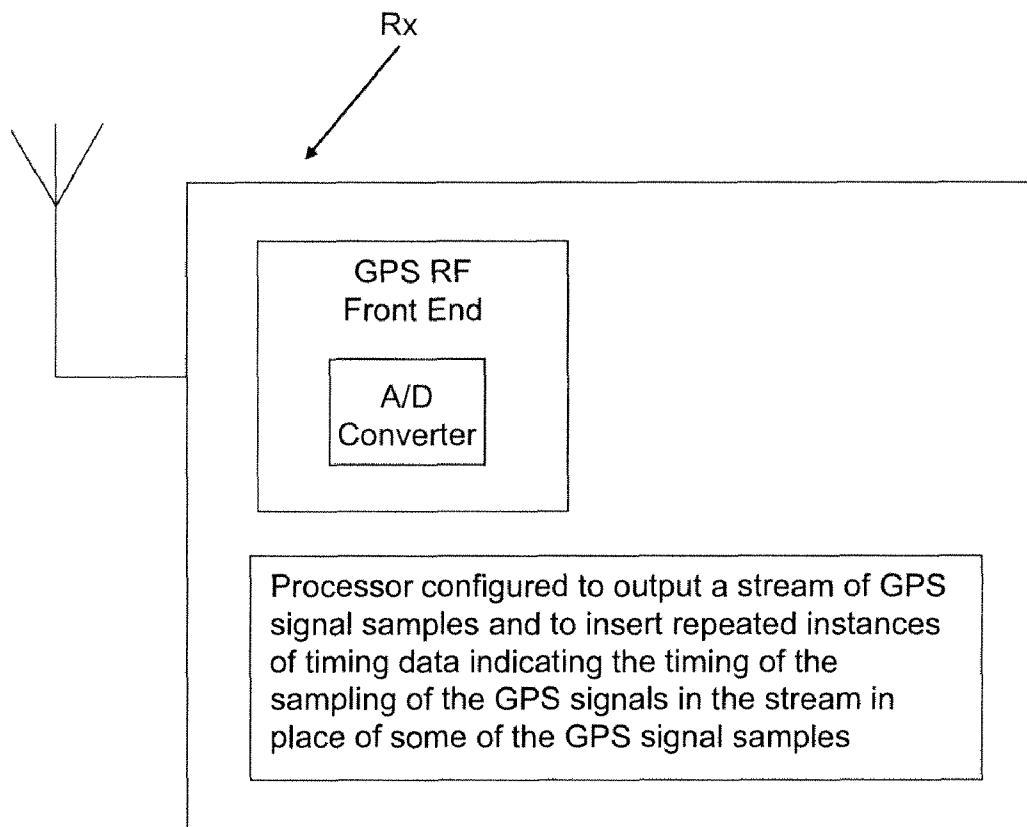 Rx
GPS RF
Front End
A/D
Converter
Processor configured to output a stream of GPS
signal samples and to insert repeated instances
of timing data indicating the timing of the
sampling of the GPS signals in the stream in
place of some of the GPS signal samples